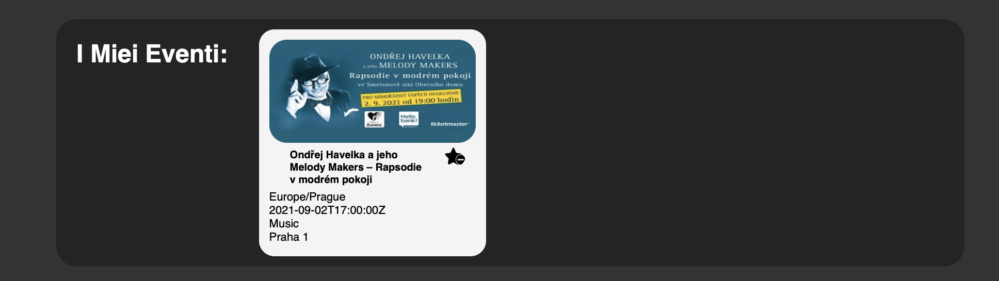 I Miei Eventi:
ONDŘEJ HAVELKA
a jeho MELODY MAKERS
Rapsodie v modrém pokoji
ve Smetanově síni Obecního domu
PRO MIMOŘÁDNÝ ÚSPĚCH OPAKUJEME
2. 9. 2021 od 19:00 hodin
ŠANCE
Hello
bank!
ticketmaster
Ondřej Havelka a jeho
Melody Makers – Rapsodie
v modrém pokoji
Europe/Prague
2021-09-02T17:00:00Z
Music
Praha 1